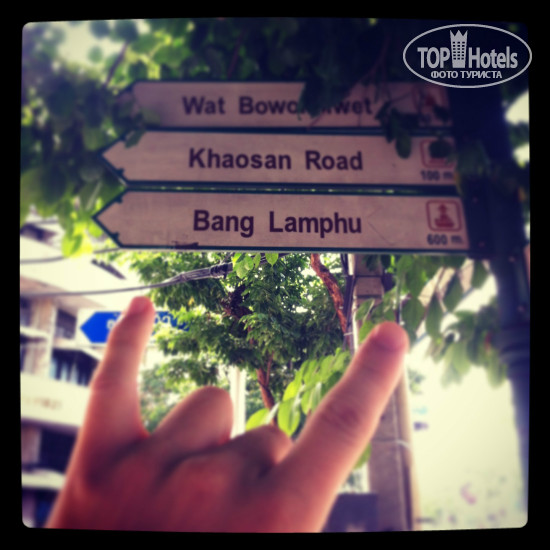 TOP Hotels
ФОТО ТУРИСТА
Wat
Khaosan Road
100 m
Bang Lamphu
600 m